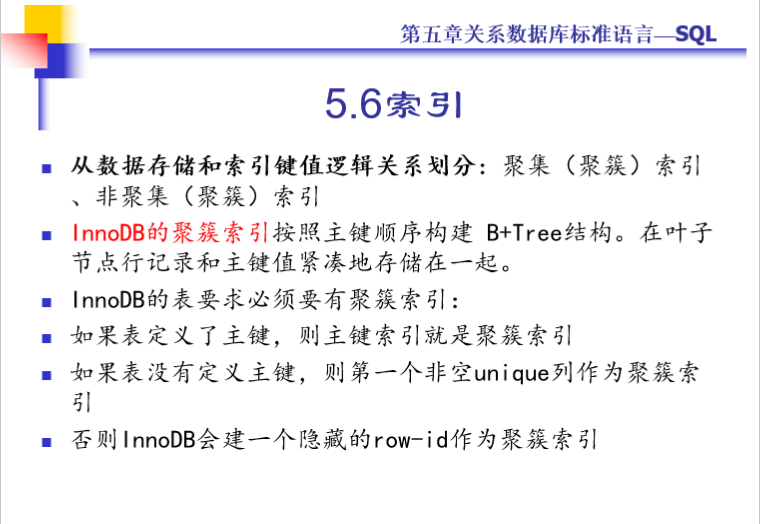 第五章关系数据库标准语言—SQL
5.6索引
从数据存储和索引键值逻辑关系划分：聚集（聚簇）索引
、非聚集（聚簇）索引
InnoDB的聚簇索引按照主键顺序构建 B+Tree结构。在叶子
节点行记录和主键值紧凑地存储在一起。
InnoDB的表要求必须要有聚簇索引：
如果表定义了主键，则主键索引就是聚簇索引
如果表没有定义主键，则第一个非空unique列作为聚簇索
引
否则InnoDB会建一个隐藏的row-id作为聚簇索引